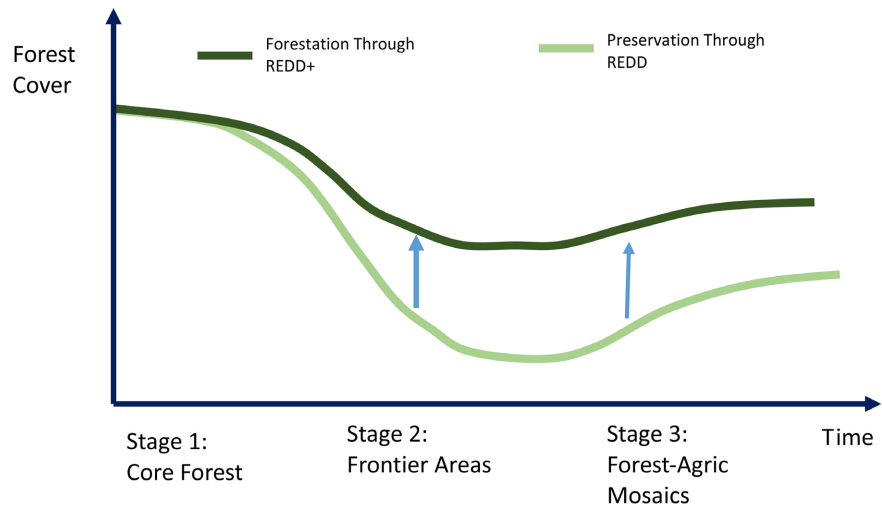 Forest
Cover
Forestation Through
REDD+
Preservation Through
REDD
Stage 1:
Core Forest
Stage 2:
Frontier Areas
Stage 3:
Forest-Agric
Mosaics
Time